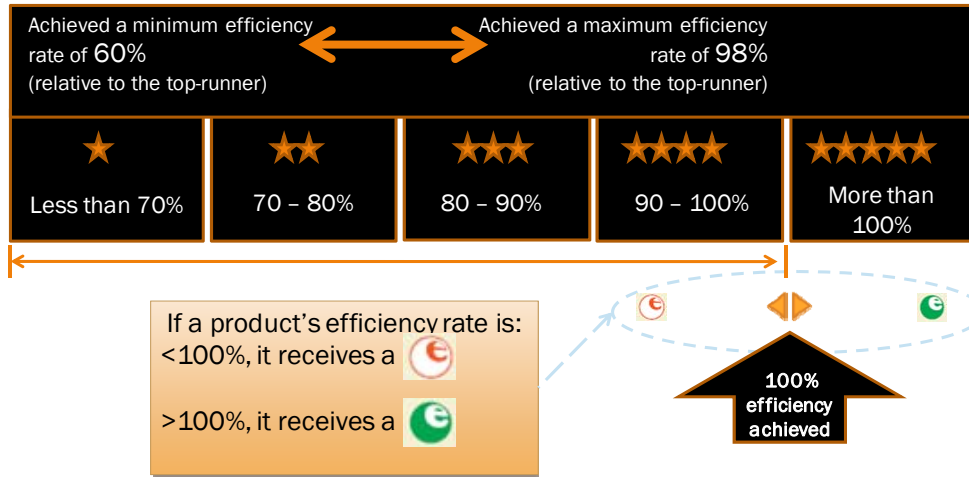 Achieved a minimum efficiency
rate of 60%
(relative to the top-runner)
Achieved a maximum efficiency
rate of 98%
(relative to the top-runner)
Less than 70%
70 – 80%
80 – 90%
90 – 100%
More than
100%
If a product's efficiency rate is:
<100%, it receives a e
>100%, it receives a e
e
e
100%
efficiency
achieved